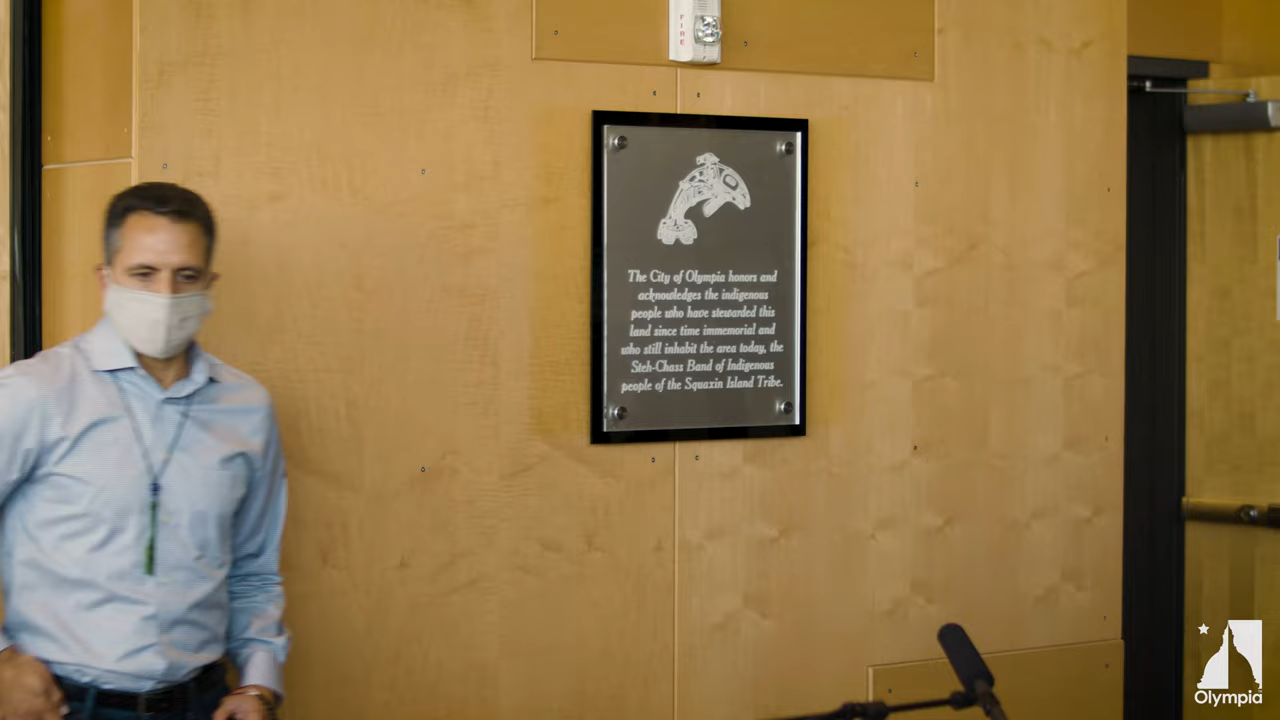 FIRE
The City of Olympia honors and
acknowledges the indigenous
people who have stewarded this
land since time immemorial and
who still inhabit the area today, the
Steh-Chass Band of Indigenous
people of the Squaxin Island Tribe.
Olympia